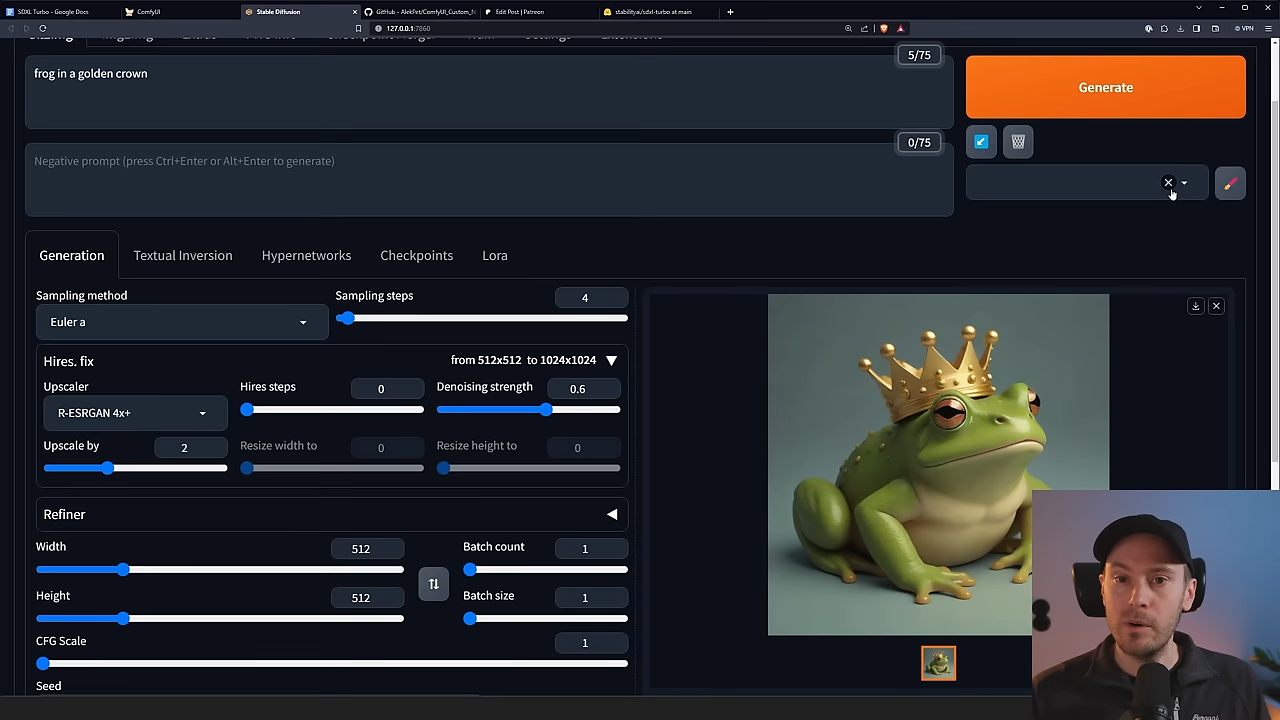 SDXL Turbo - Google Docs
ComfyUI
Stable Diffusion
GitHub - AlekPet/ComfyUI_Custom_N
Edit Post | Patreon
stabilityai/sdxl-turbo at main
127.0.0.1:7860
VPN
frog in a golden crown
5/75
Generate
Negative prompt (press Ctrl+Enter or Alt+Enter to generate)
0/75
Generation
Textual Inversion
Hypernetworks
Checkpoints
Lora
Sampling method
Euler a
Sampling steps
4
Hires. fix
from 512x512 to 1024x1024
Upscaler
R-ESRGAN 4x+
Hires steps
0
Denoising strength
0.6
Upscale by
2
Resize width to
0
Resize height to
0
Refiner
Width
512
Batch count
1
Height
512
Batch size
1
CFG Scale
1
Seed